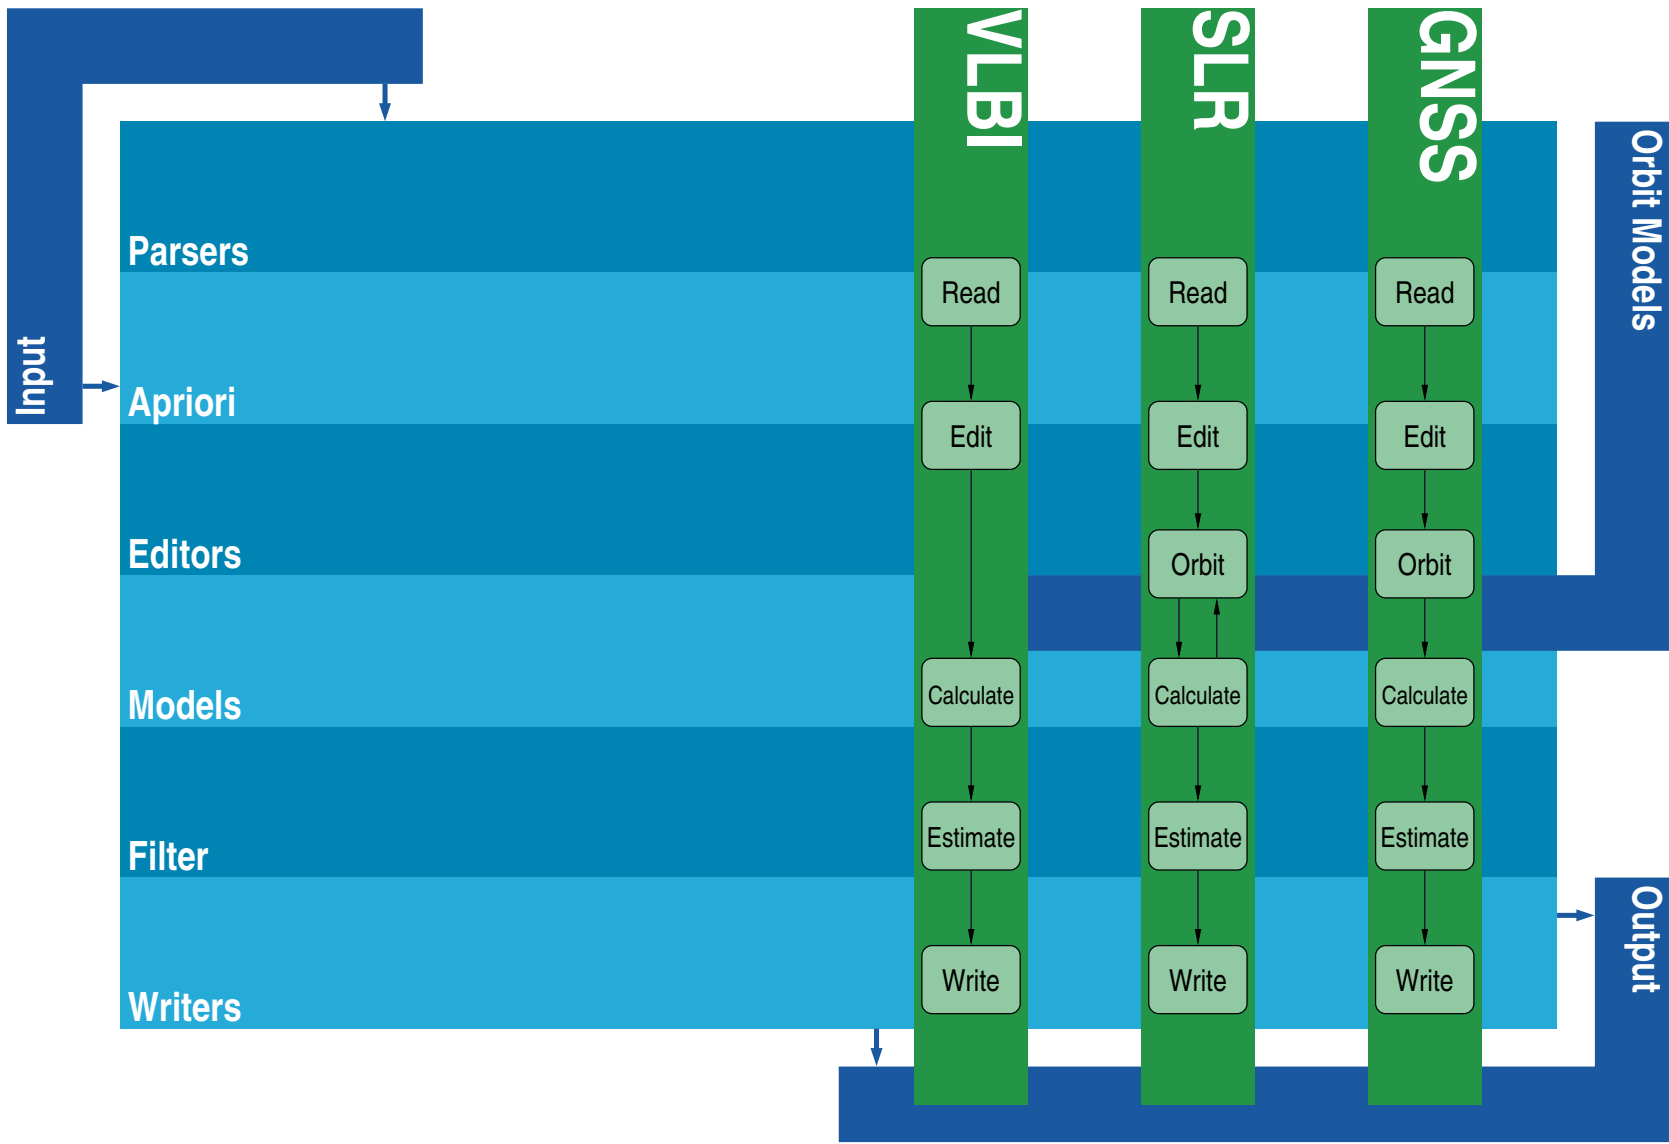 VLBI
SLR
GNSS
Orbit Models
Input
Parsers
Apriori
Editors
Models
Filter
Writers
Read
Edit
Calculate
Estimate
Write
Read
Edit
Orbit
Calculate
Estimate
Write
Read
Edit
Orbit
Calculate
Estimate
Write
Output